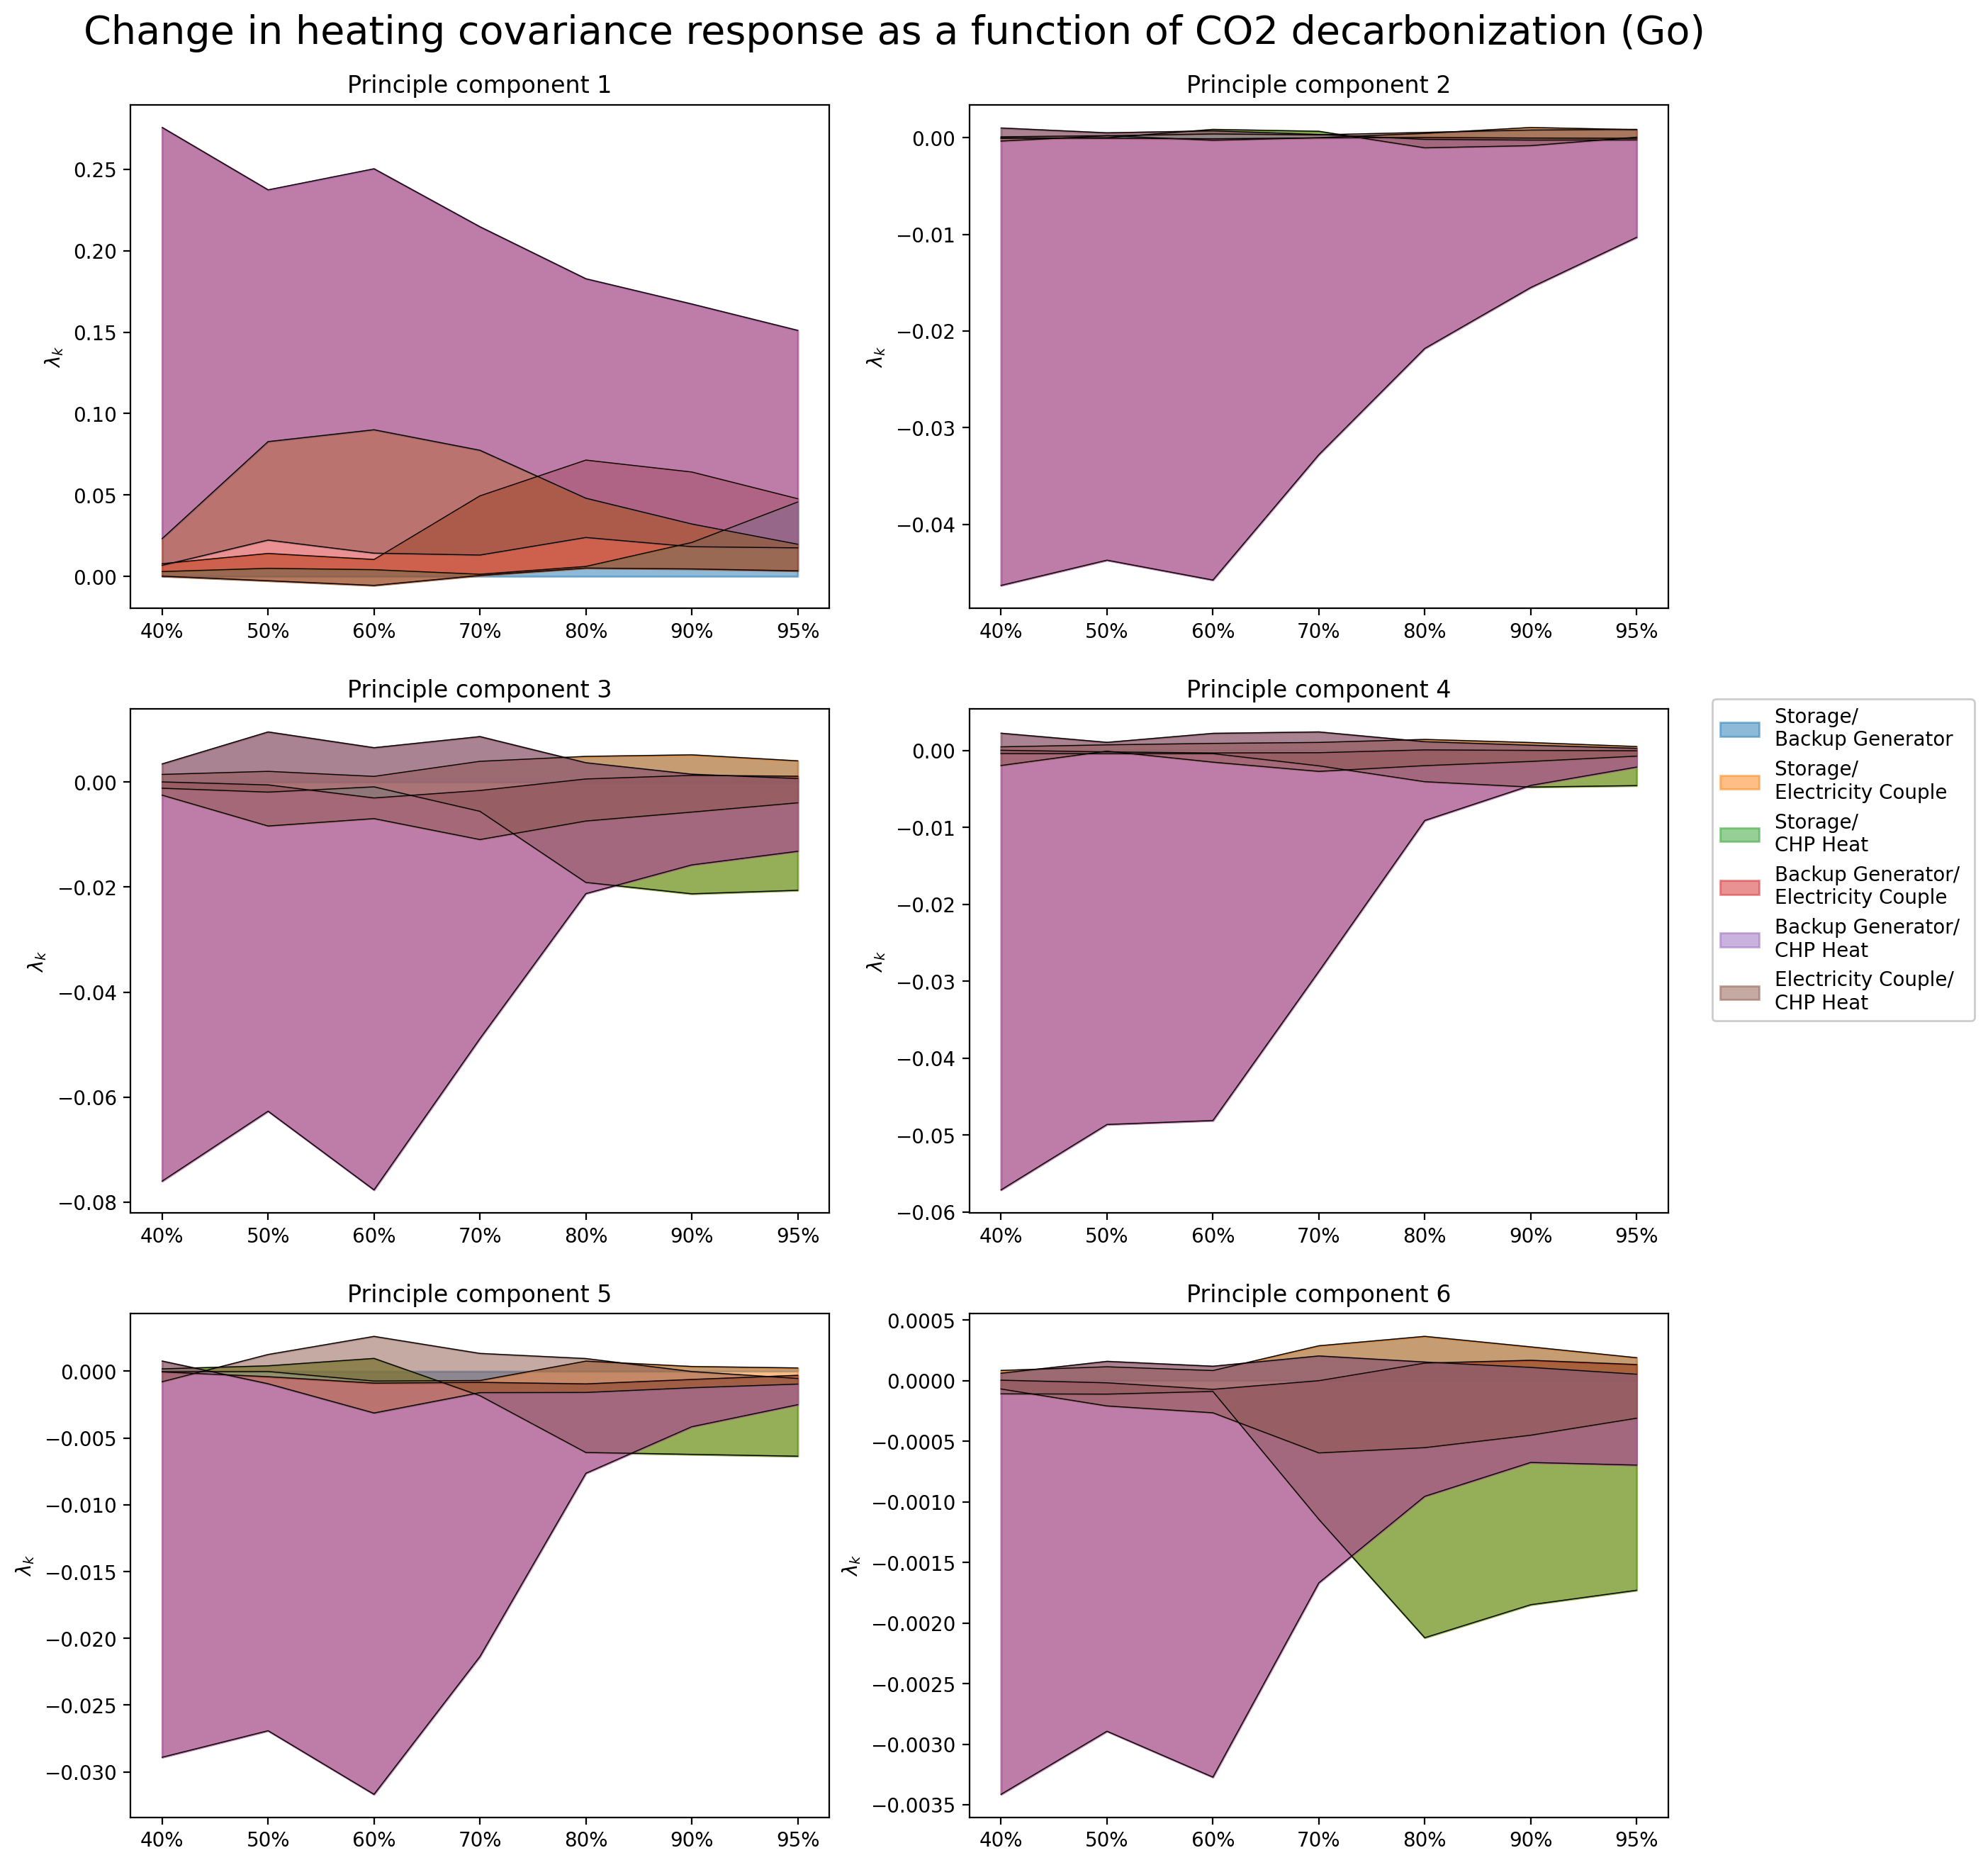 Change in heating covariance response as a function of CO2 decarbonization (Go)
Principle component 1
0.25
0.20
0.15
0.10
0.05
0.00
λk
40% 50% 60% 70% 80% 90% 95%
Principle component 2
0.00
−0.01
−0.02
−0.03
−0.04
λk
40% 50% 60% 70% 80% 90% 95%
Principle component 3
0.00
−0.02
−0.04
−0.06
−0.08
λk
40% 50% 60% 70% 80% 90% 95%
Principle component 4
0.00
−0.01
−0.02
−0.03
−0.04
−0.05
−0.06
λk
40% 50% 60% 70% 80% 90% 95%
Storage/
Backup Generator
Storage/
Electricity Couple
Storage/
CHP Heat
Backup Generator/
Electricity Couple
Backup Generator/
CHP Heat
Electricity Couple/
CHP Heat
Principle component 5
0.000
−0.005
−0.010
−0.015
−0.020
−0.025
−0.030
λk
40% 50% 60% 70% 80% 90% 95%
Principle component 6
0.0005
0.0000
−0.0005
−0.0010
−0.0015
−0.0020
−0.0025
−0.0030
−0.0035
λk
40% 50% 60% 70% 80% 90% 95%